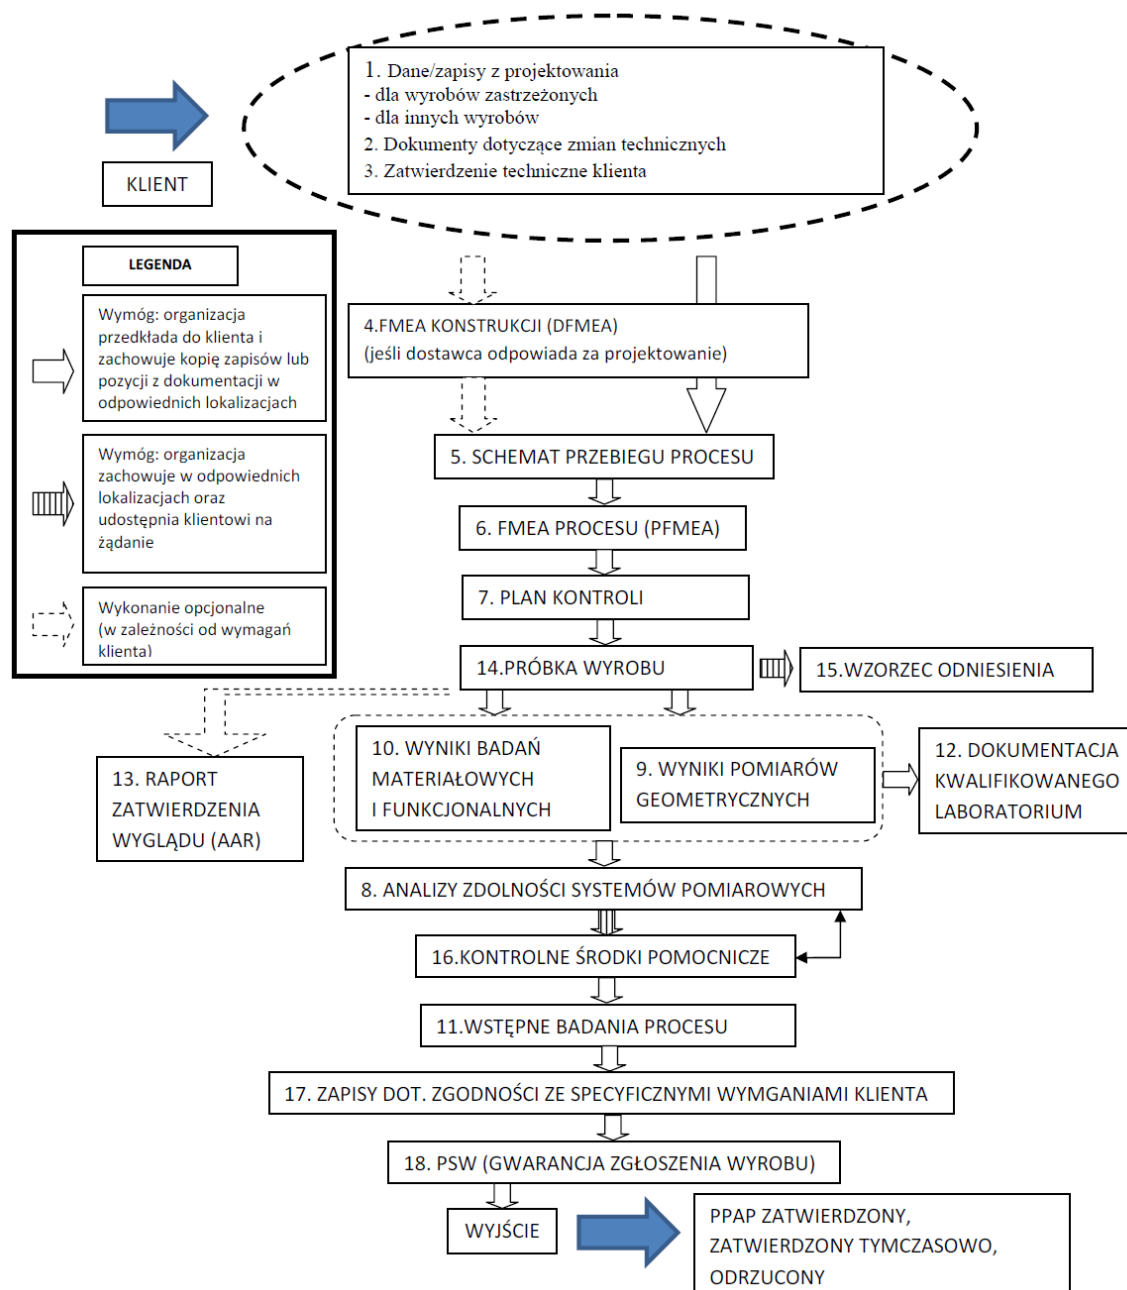 1. Dane/zapisy z projektowania
- dla wyrobów zastrzeżonych
- dla innych wyrobów
2. Dokumenty dotyczące zmian technicznych
3. Zatwierdzenie techniczne klienta
KLIENT
LEGENDA
Wymóg: organizacja
przedkłada do klienta i
zachowuje kopię zapisów lub
pozycji z dokumentacji w
odpowiednich lokalizacjach
Wymóg: organizacja
zachowuje w odpowiednich
lokalizacjach oraz
udostępnia klientowi na
żądanie
Wykonanie opcjonalne
(w zależności od wymagań
klienta)
4.FMEA KONSTRUKCJI (DFMEA)
(jeśli dostawca odpowiada za projektowanie)
5. SCHEMAT PRZEBIEGU PROCESU
6. FMEA PROCESU (PFMEA)
7. PLAN KONTROLI
14.PRÓBKA WYROBU
15.WZORZEC ODNIESIENIA
10. WYNIKI BADAŃ
MATERIAŁOWYCH
I FUNKCJONALNYCH
9. WYNIKI POMIARÓW
GEOMETRYCZNYCH
12. DOKUMENTACJA
KWALIFIKOWANEGO
LABORATORIUM
13. RAPORT
ZATWIERDZENIA
WYGLĄDU (AAR)
8. ANALIZY ZDOLNOŚCI SYSTEMÓW POMIAROWYCH
16.KONTROLNE ŚRODKI POMOCNICZE
11.WSTĘPNE BADANIA PROCESU
17. ZAPISY DOT. ZGODNOŚCI ZE SPECYFICZNYMI WYMGANIAMI KLIENTA
18. PSW (GWARANCJA ZGŁOSZENIA WYROBU)
WYJŚCIE
PPAP ZATWIERDZONY,
ZATWIERDZONY TYMCZASOWO,
ODRZUCONY